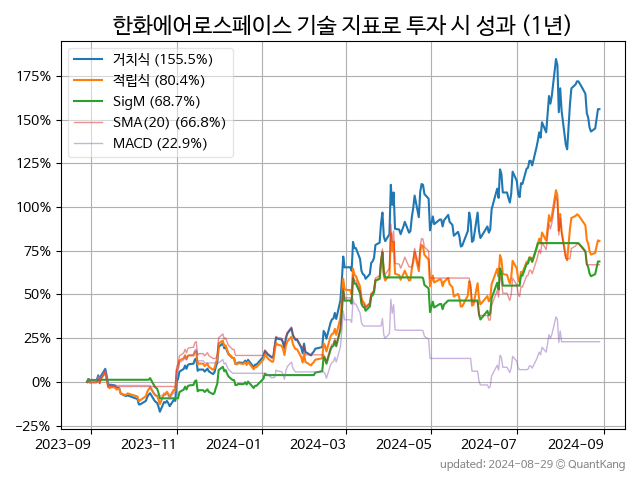 한화에어로스페이스 기술 지표로 투자 시 성과 (1년)
거치식 (155.5%)
적립식 (80.4%)
SigM (68.7%)
SMA(20) (66.8%)
MACD (22.9%)
175%
150%
125%
100%
75%
50%
25%
0%
−25%
2023-09 2023-11 2024-01 2024-03 2024-05 2024-07 2024-09
updated: 2024-08-29 © QuantKang